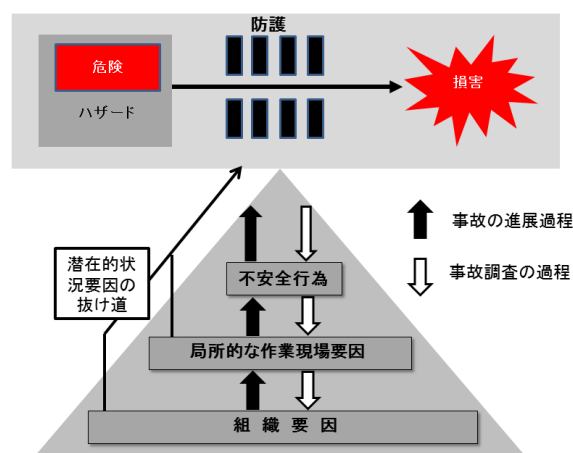 防護
危険
ハザード
損害
事故の進展過程
事故調査の過程
潜在的状
況要因の
抜け道
不安全行為
局所的な作業現場要因
組織要因